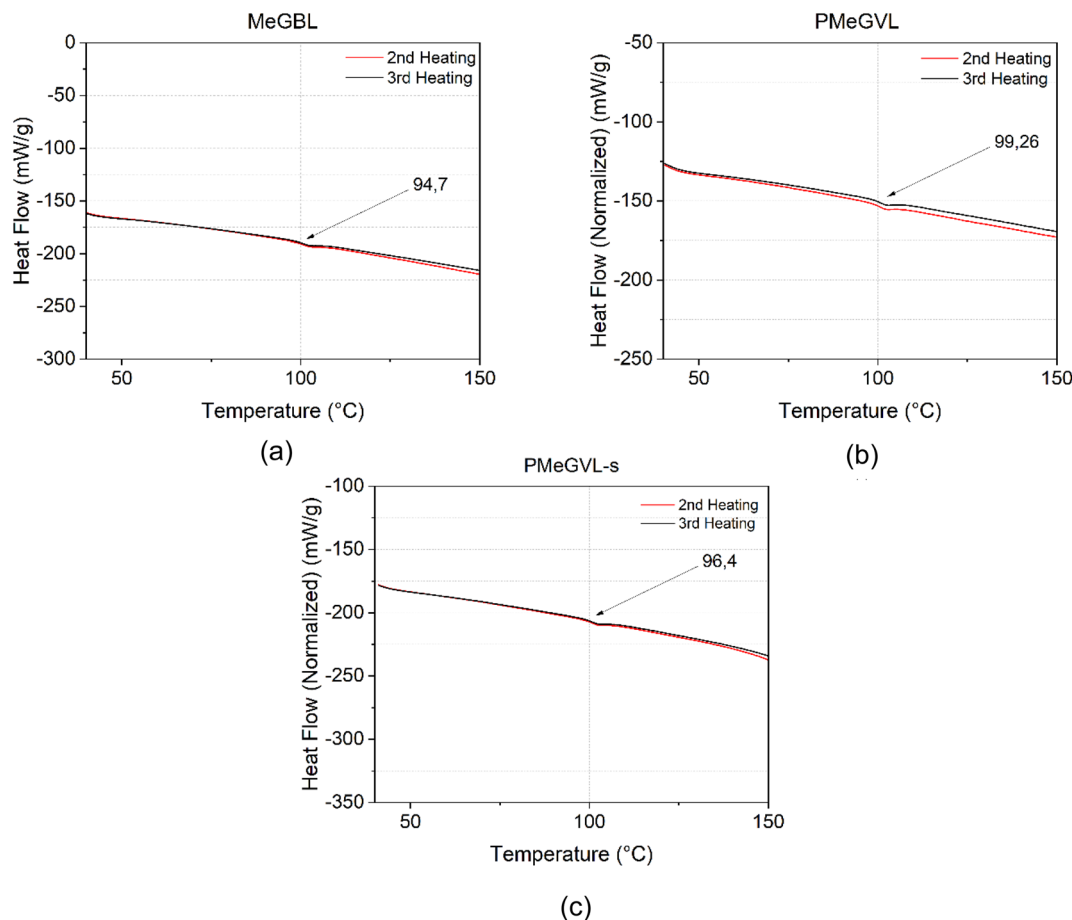 MeGBL
Heat Flow (mW/g)
0
-50
-100
-150
-200
-250
-300
2nd Heating
3rd Heating
94,7
50
100
150
Temperature (°C)
(a)
PMeGVL
Heat Flow (Normalized) (mW/g)
-50
-100
-150
-200
-250
2nd Heating
3rd Heating
99,26
50
100
150
Temperature (°C)
(b)
PMeGVL-s
Heat Flow (Normalized) (mW/g)
-100
-150
-200
-250
-300
-350
2nd Heating
3rd Heating
96,4
50
100
150
Temperature (°C)
(c)